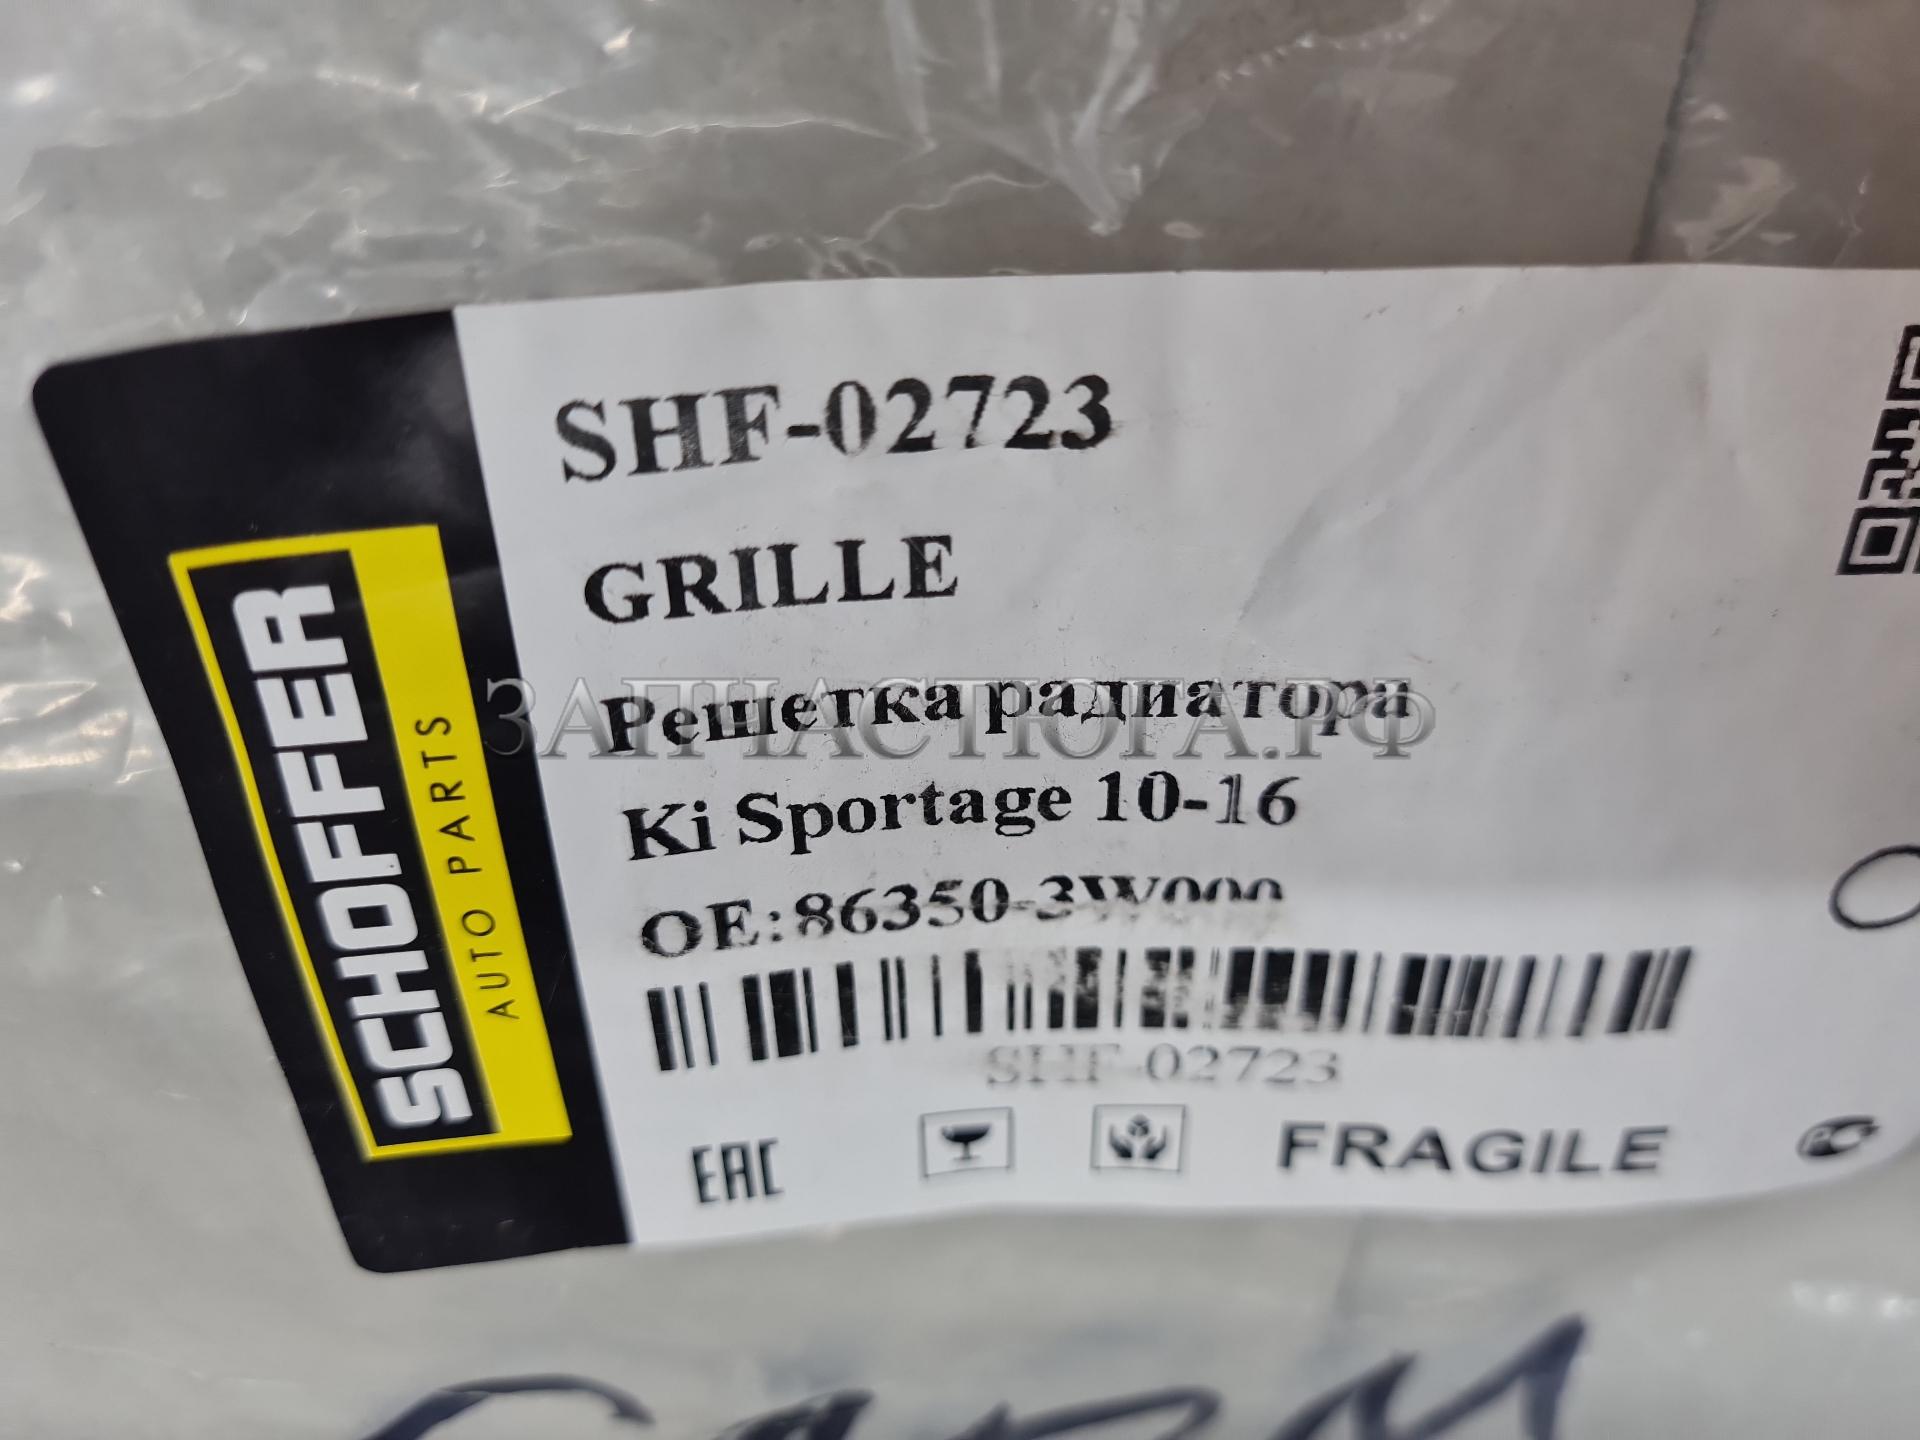 SHF-02723
GRILLE
Решетка радиатора
ЗАПЧАСТЮГА.РФ
Ki Sportage 10-16
OE:86350-3W000
SHF-02723
EAC
FRAGILE
SCHOFFER
AUTO PARTS